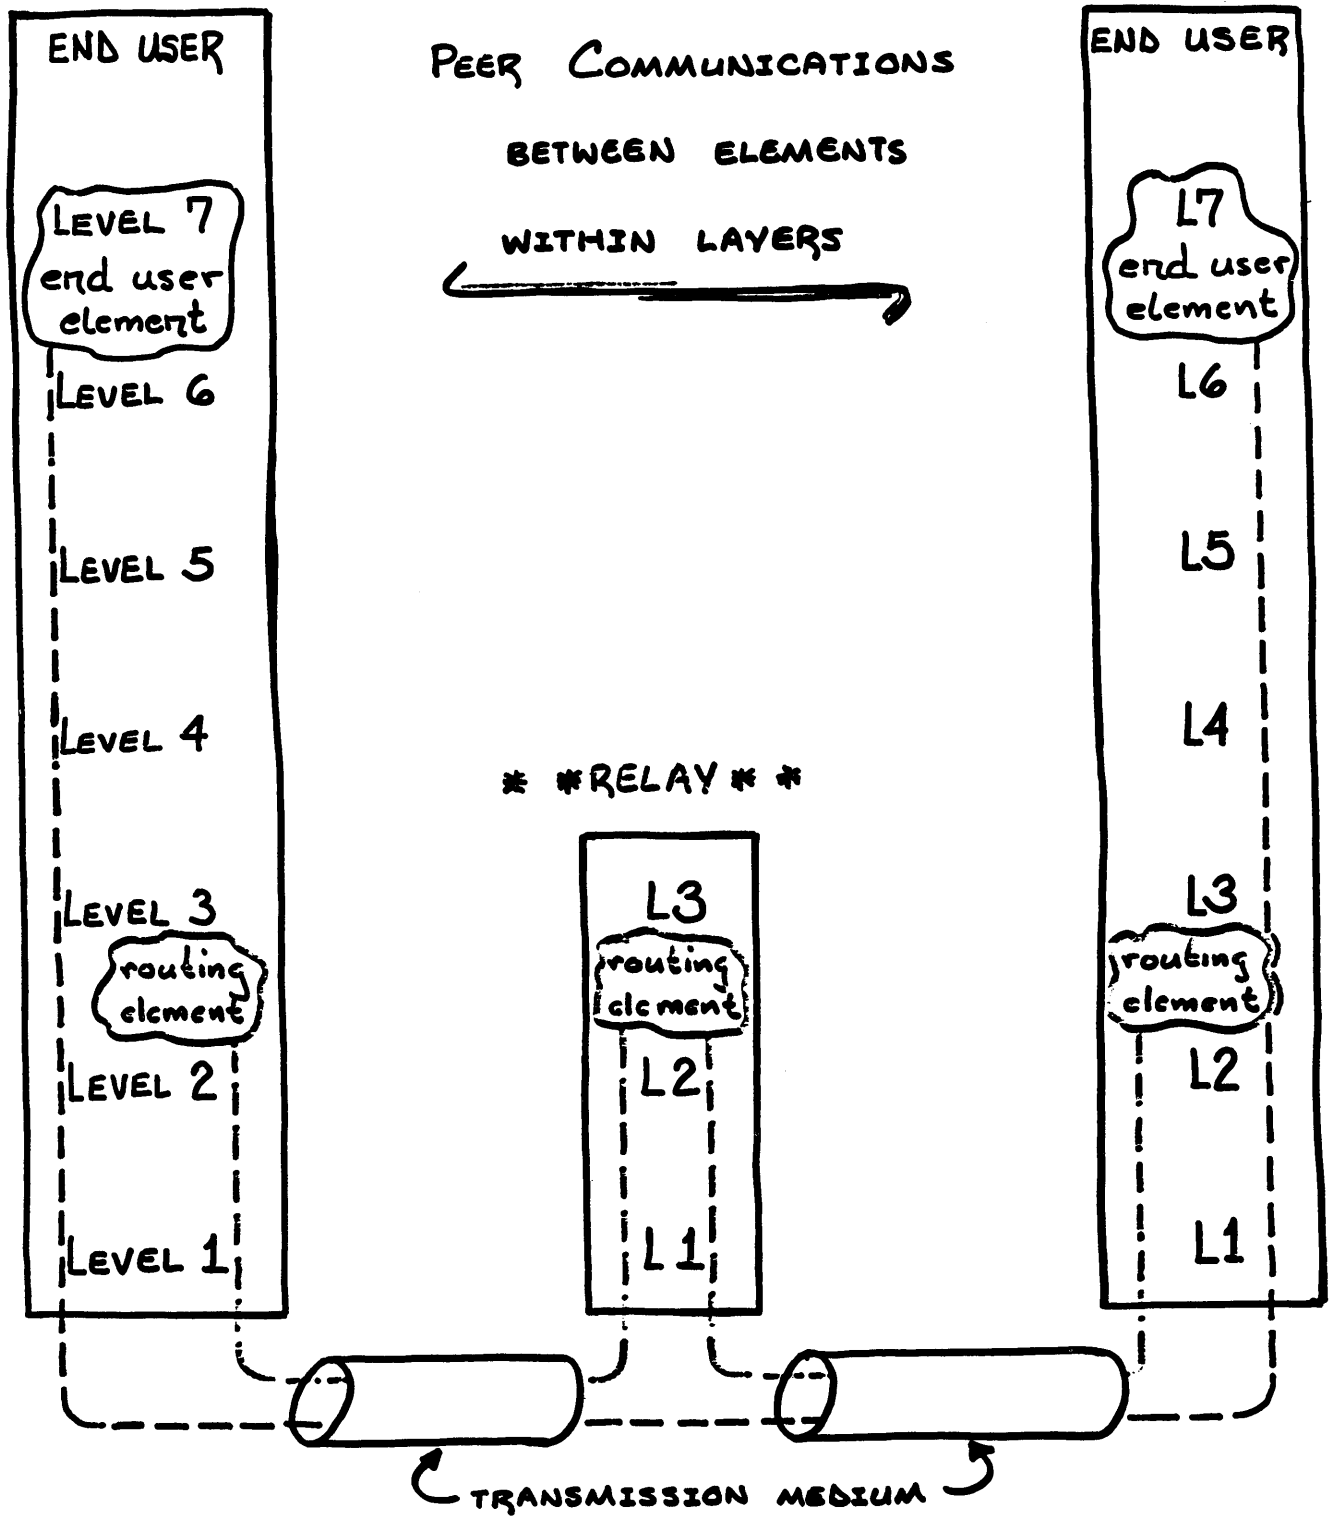 END USER
PEER COMMUNICATIONS
BETWEEN ELEMENTS
WITHIN LAYERS
END USER
LEVEL 7
end user
element
LEVEL 6
LEVEL 5
LEVEL 4
LEVEL 3
routing
element
LEVEL 2
LEVEL 1
* *RELAY* *
L3
routing
element
L2
L1
L7
end user
element
L6
L5
L4
L3
routing
element
L2
L1
TRANSMISSION MEDIUM